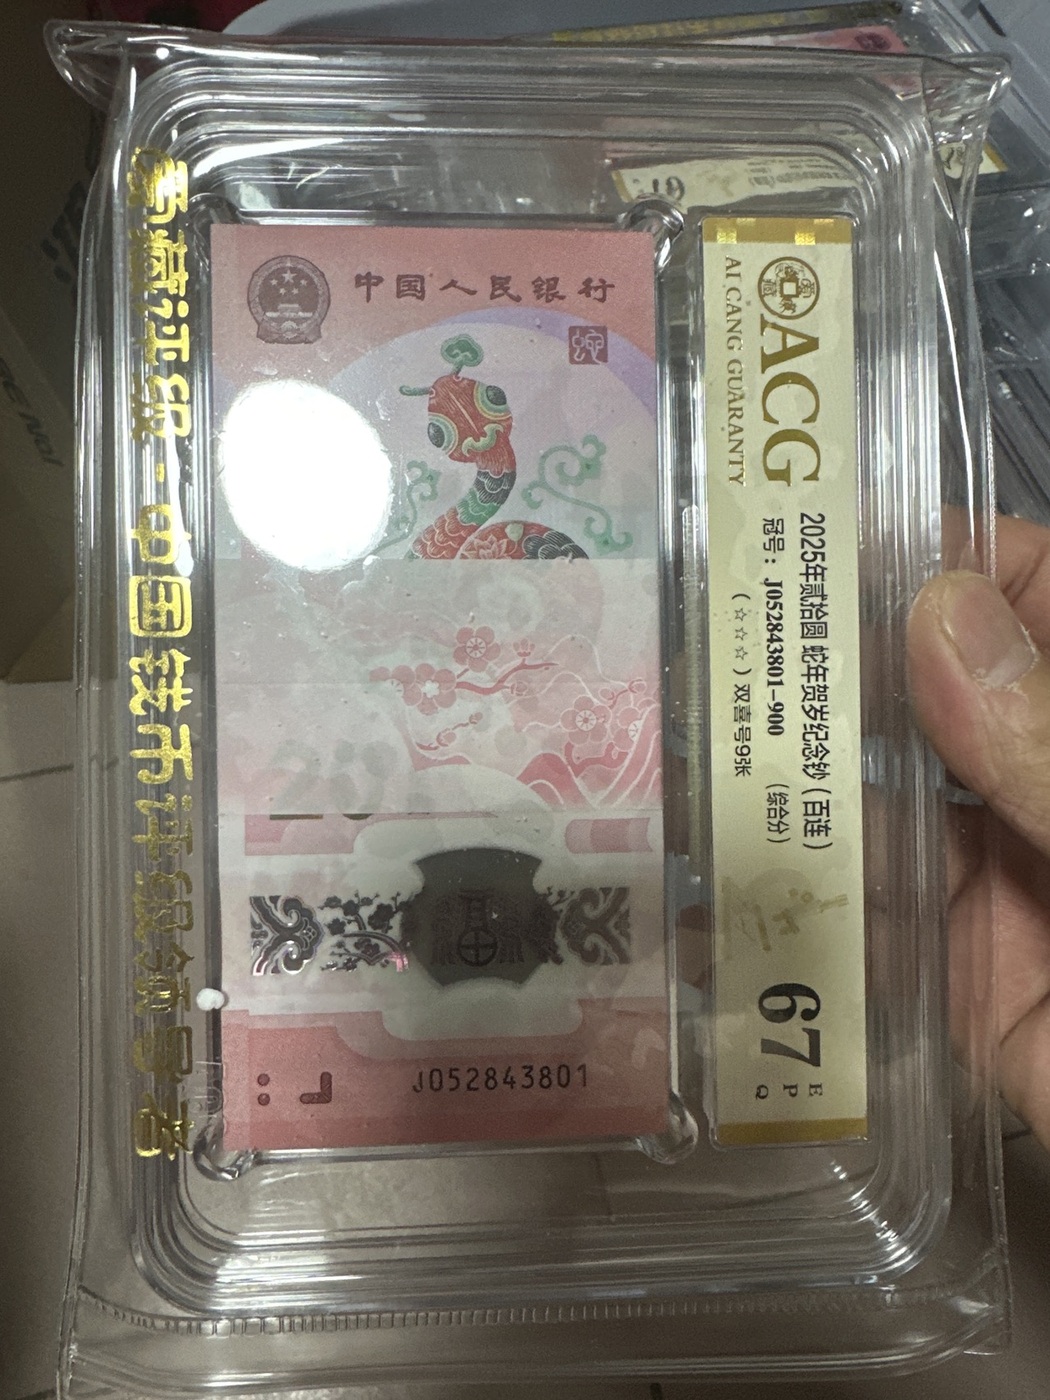 爱藏评级·中国钱币评级领导者
中国人民银行
J052843801
ACG
AI CANG GUARANTY
2025年贰拾圆 蛇年贺岁纪念钞(百连)
冠号：J052843801-900 (综合分)
(☆☆☆)双喜号9张
67
E
P
Q